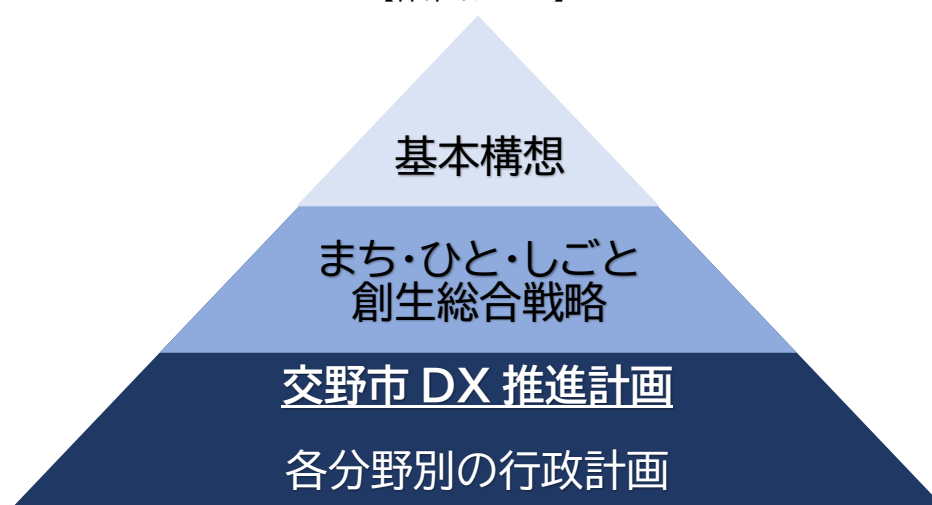 基本構想
まち・ひと・しごと
創生総合戦略
交野市 DX 推進計画
各分野別の行政計画